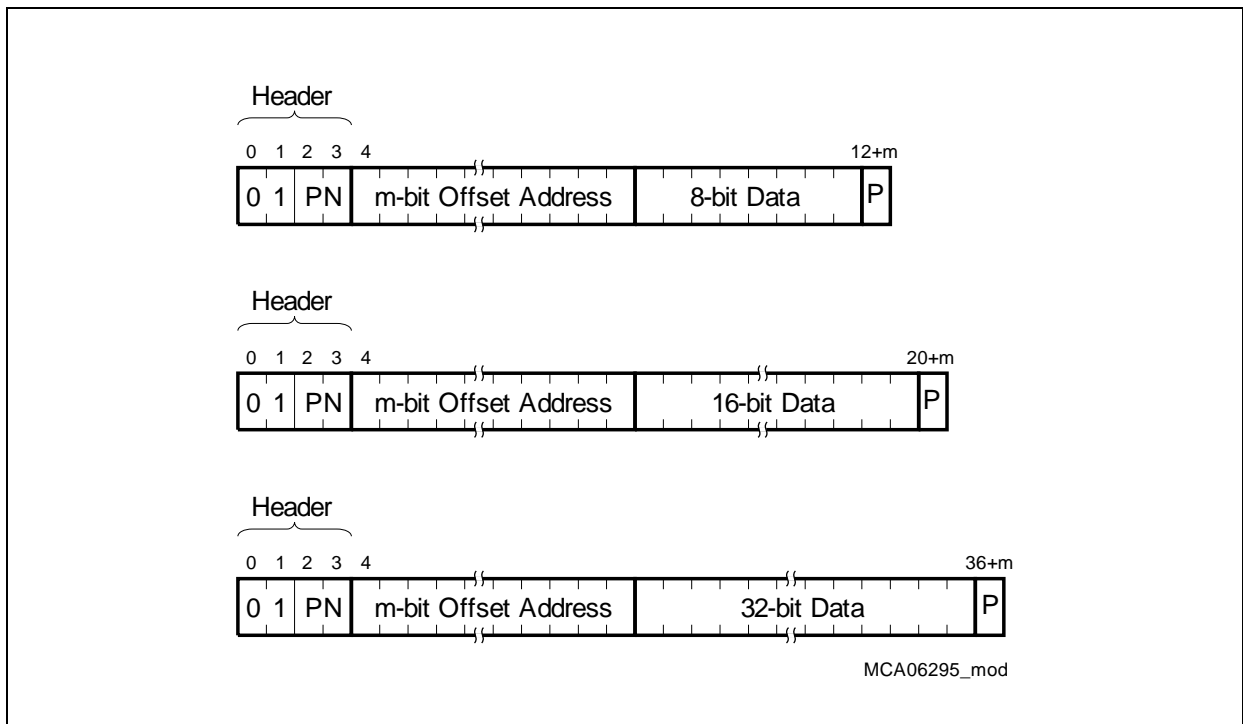 Header
0 1 2 3 4 12+m
0 1 PN m-bit Offset Address 8-bit Data P
Header
0 1 2 3 4 20+m
0 1 PN m-bit Offset Address 16-bit Data P
Header
0 1 2 3 4 36+m
0 1 PN m-bit Offset Address 32-bit Data P
MCA06295_mod